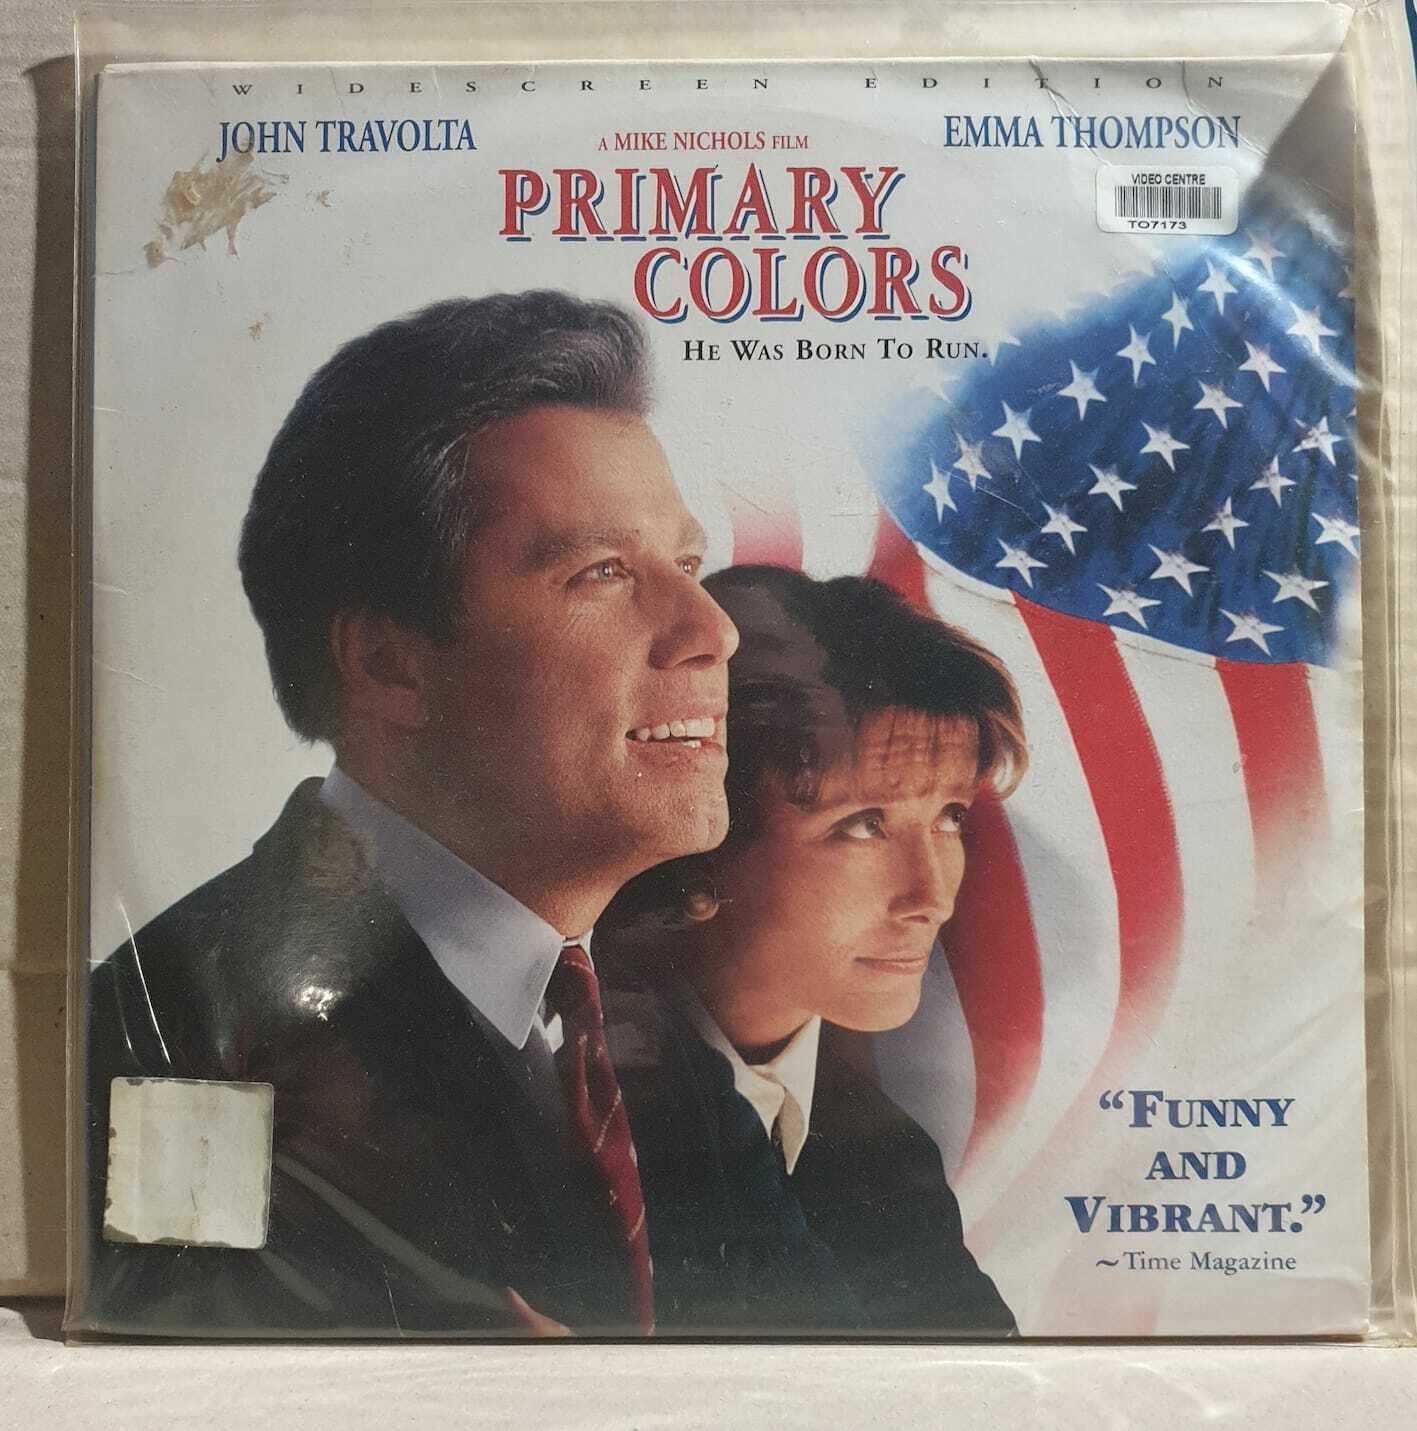 WIDESCREEN EDITION
JOHN TRAVOLTA
A MIKE NICHOLS FILM
EMMA THOMPSON
PRIMARY
COLORS
HE WAS BORN TO RUN.
VIDEO CENTRE
TO7173
“FUNNY
AND
VIBRANT.”
~Time Magazine